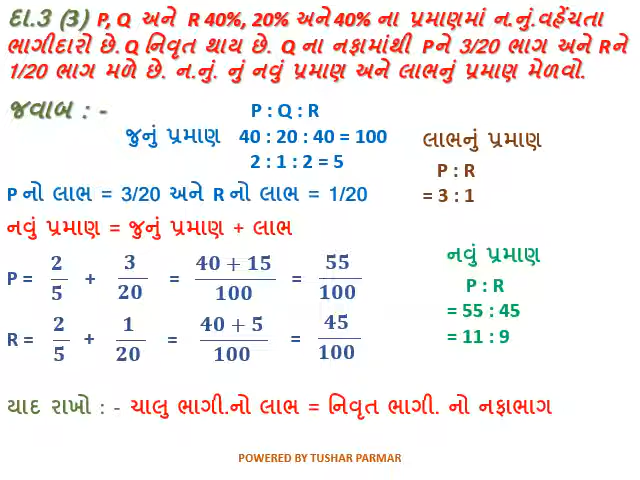 દા.3 (3) P, Q અને R 40%, 20% અને 40% ના પ્રમાણમાં ન.નું.વહેંચતા
ભાગીદારો છે. Q નિવૃત થાય છે. Q ના નફામાંથી Pને 3/20 ભાગ અને Rને
1/20 ભાગ મળે છે. ન.નું. નું નવું પ્રમાણ અને લાભનું પ્રમાણ મેળવો.
જવાબ : -
P : Q : R
જુનું પ્રમાણ 40 : 20 : 40 = 100
2 : 1 : 2 = 5
લાભનું પ્રમાણ
P : R
= 3 : 1
P નો લાભ = 3/20 અને R નો લાભ = 1/20
નવું પ્રમાણ = જુનું પ્રમાણ + લાભ
P = 2/5 + 3/20 = 40 + 15/100 = 55/100
R = 2/5 + 1/20 = 40 + 5/100 = 45/100
નવું પ્રમાણ
P : R
= 55 : 45
= 11 : 9
યાદ રાખો : - ચાલુ ભાગી.નો લાભ = નિવૃત ભાગી. નો નફાભાગ
POWERED BY TUSHAR PARMAR